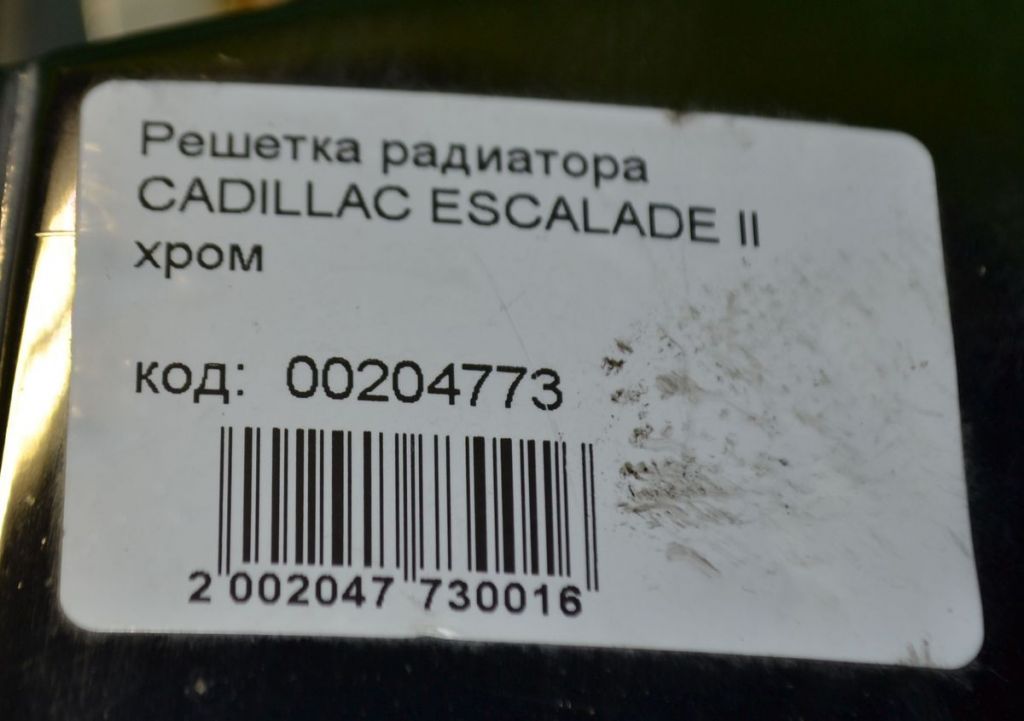 Решетка радиатора
CADILLAC ESCALADE II
хром
код: 00204773
2 002047 730016